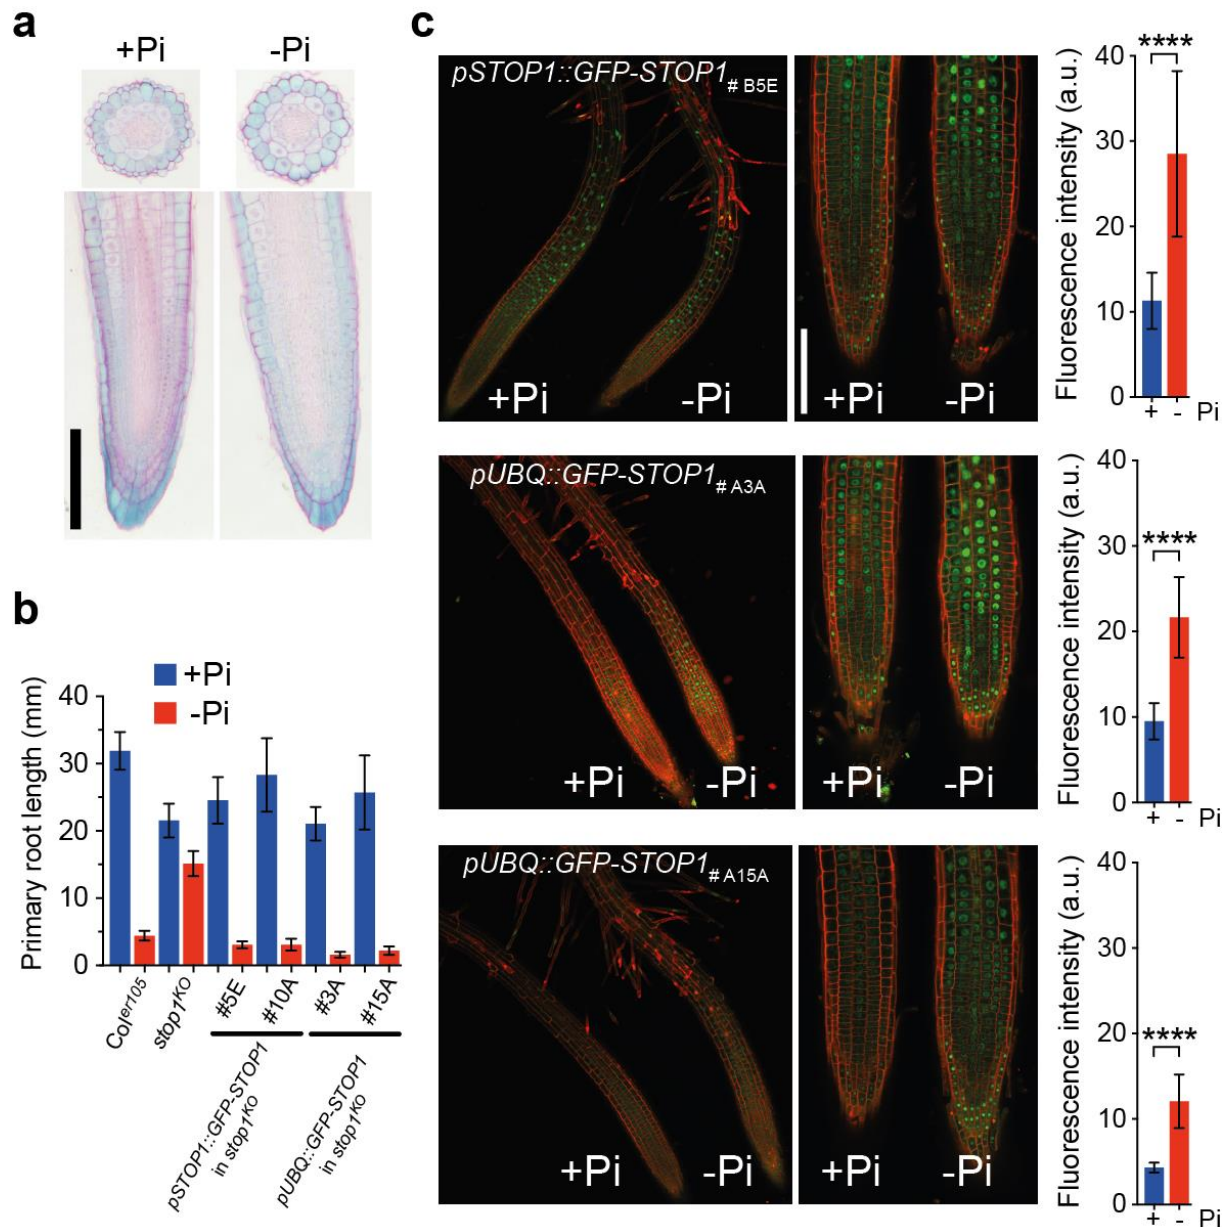 a
+Pi
-Pi
b
+Pi
-Pi
Primary root length (mm)
40
30
20
10
0
Col^er105
stop1^KO
#5E
#10A
#3A
#15A
pSTOP1::GFP-STOP1
in stop1^KO
pUBQ::GFP-STOP1
in stop1^KO
c
pSTOP1::GFP-STOP1 # B5E
+Pi
-Pi
+Pi
-Pi
Fluorescence intensity (a.u.)
40
30
20
10
0
****
+ - Pi
pUBQ::GFP-STOP1 # A3A
+Pi
-Pi
+Pi
-Pi
Fluorescence intensity (a.u.)
40
30
20
10
0
****
+ - Pi
pUBQ::GFP-STOP1 # A15A
+Pi
-Pi
+Pi
-Pi
Fluorescence intensity (a.u.)
40
30
20
10
0
****
+ - Pi